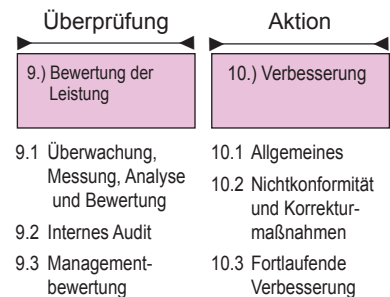 Überprüfung
9.) Bewertung der
Leistung
9.1 Überwachung,
Messung, Analyse
und Bewertung
9.2 Internes Audit
9.3 Management-
bewertung
Aktion
10.) Verbesserung
10.1 Allgemeines
10.2 Nichtkonformität
und Korrektur-
maßnahmen
10.3 Fortlaufende
Verbesserung